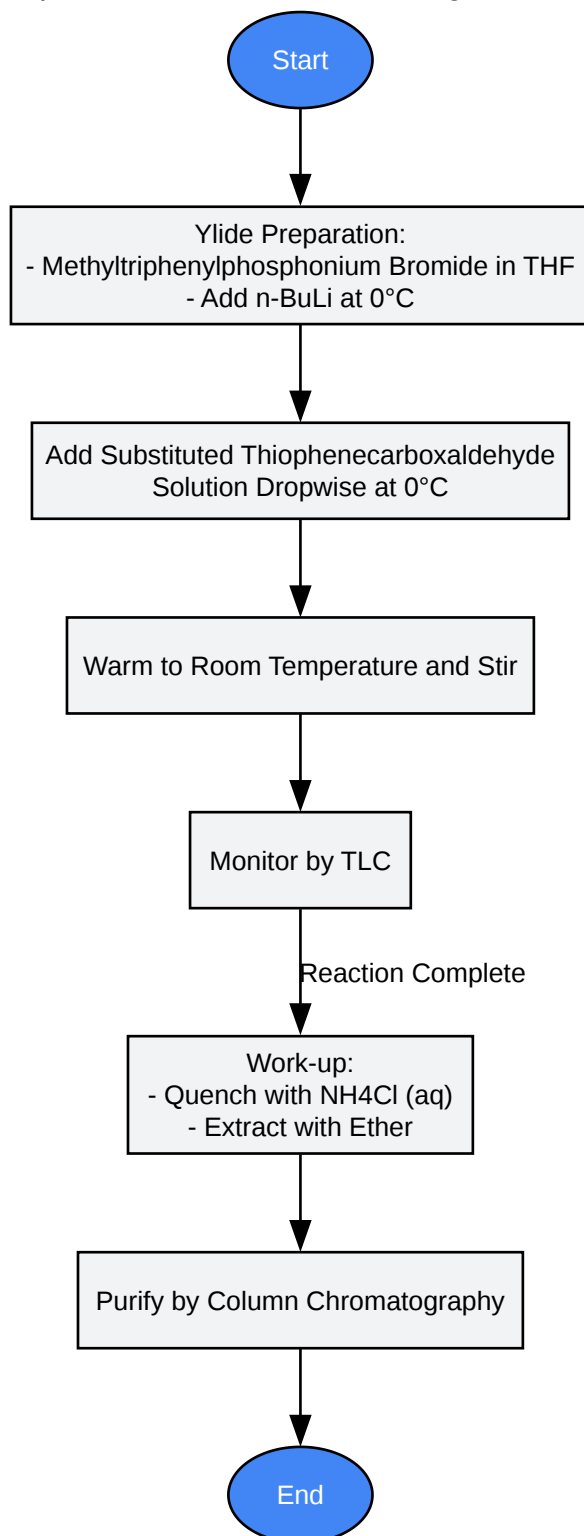 Start
Ylide Preparation:
- Methyltriphenylphosphonium Bromide in THF
- Add n-BuLi at 0°C
Add Substituted Thiophenecarboxaldehyde
Solution Dropwise at 0°C
Warm to Room Temperature and Stir
Monitor by TLC
Reaction Complete
Work-up:
- Quench with NH4Cl (aq)
- Extract with Ether
Purify by Column Chromatography
End